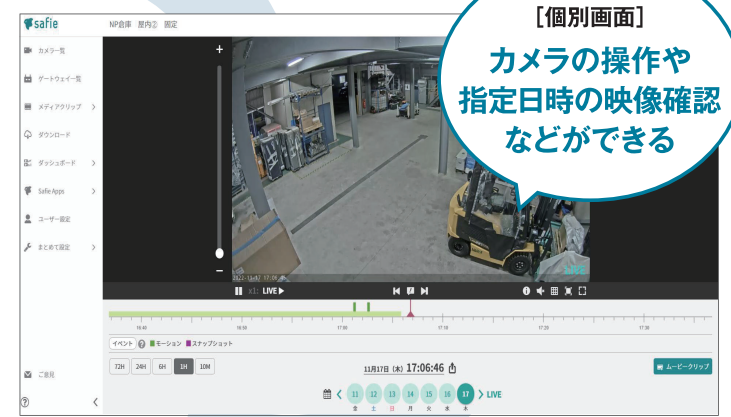 safie
NP倉庫 屋内② 固定
[個別画面]
カメラの操作や
指定日時の映像確認
などができる
カメラ一覧
ゲートウェイ一覧
メディアクリップ
ダウンロード
ダッシュボード
Safie Apps
ユーザー設定
まとめて設定
ご意見
LIVE
x1: LIVE
16:40 16:50 17:00 17:10 17:20 17:30
イベント モーション スナップショット
72H 24H 6H 1H 10M
11月17日 (木) 17:06:46
ムービークリップ
11 12 13 14 15 16 17 LIVE
金 土 日 月 火 水 木